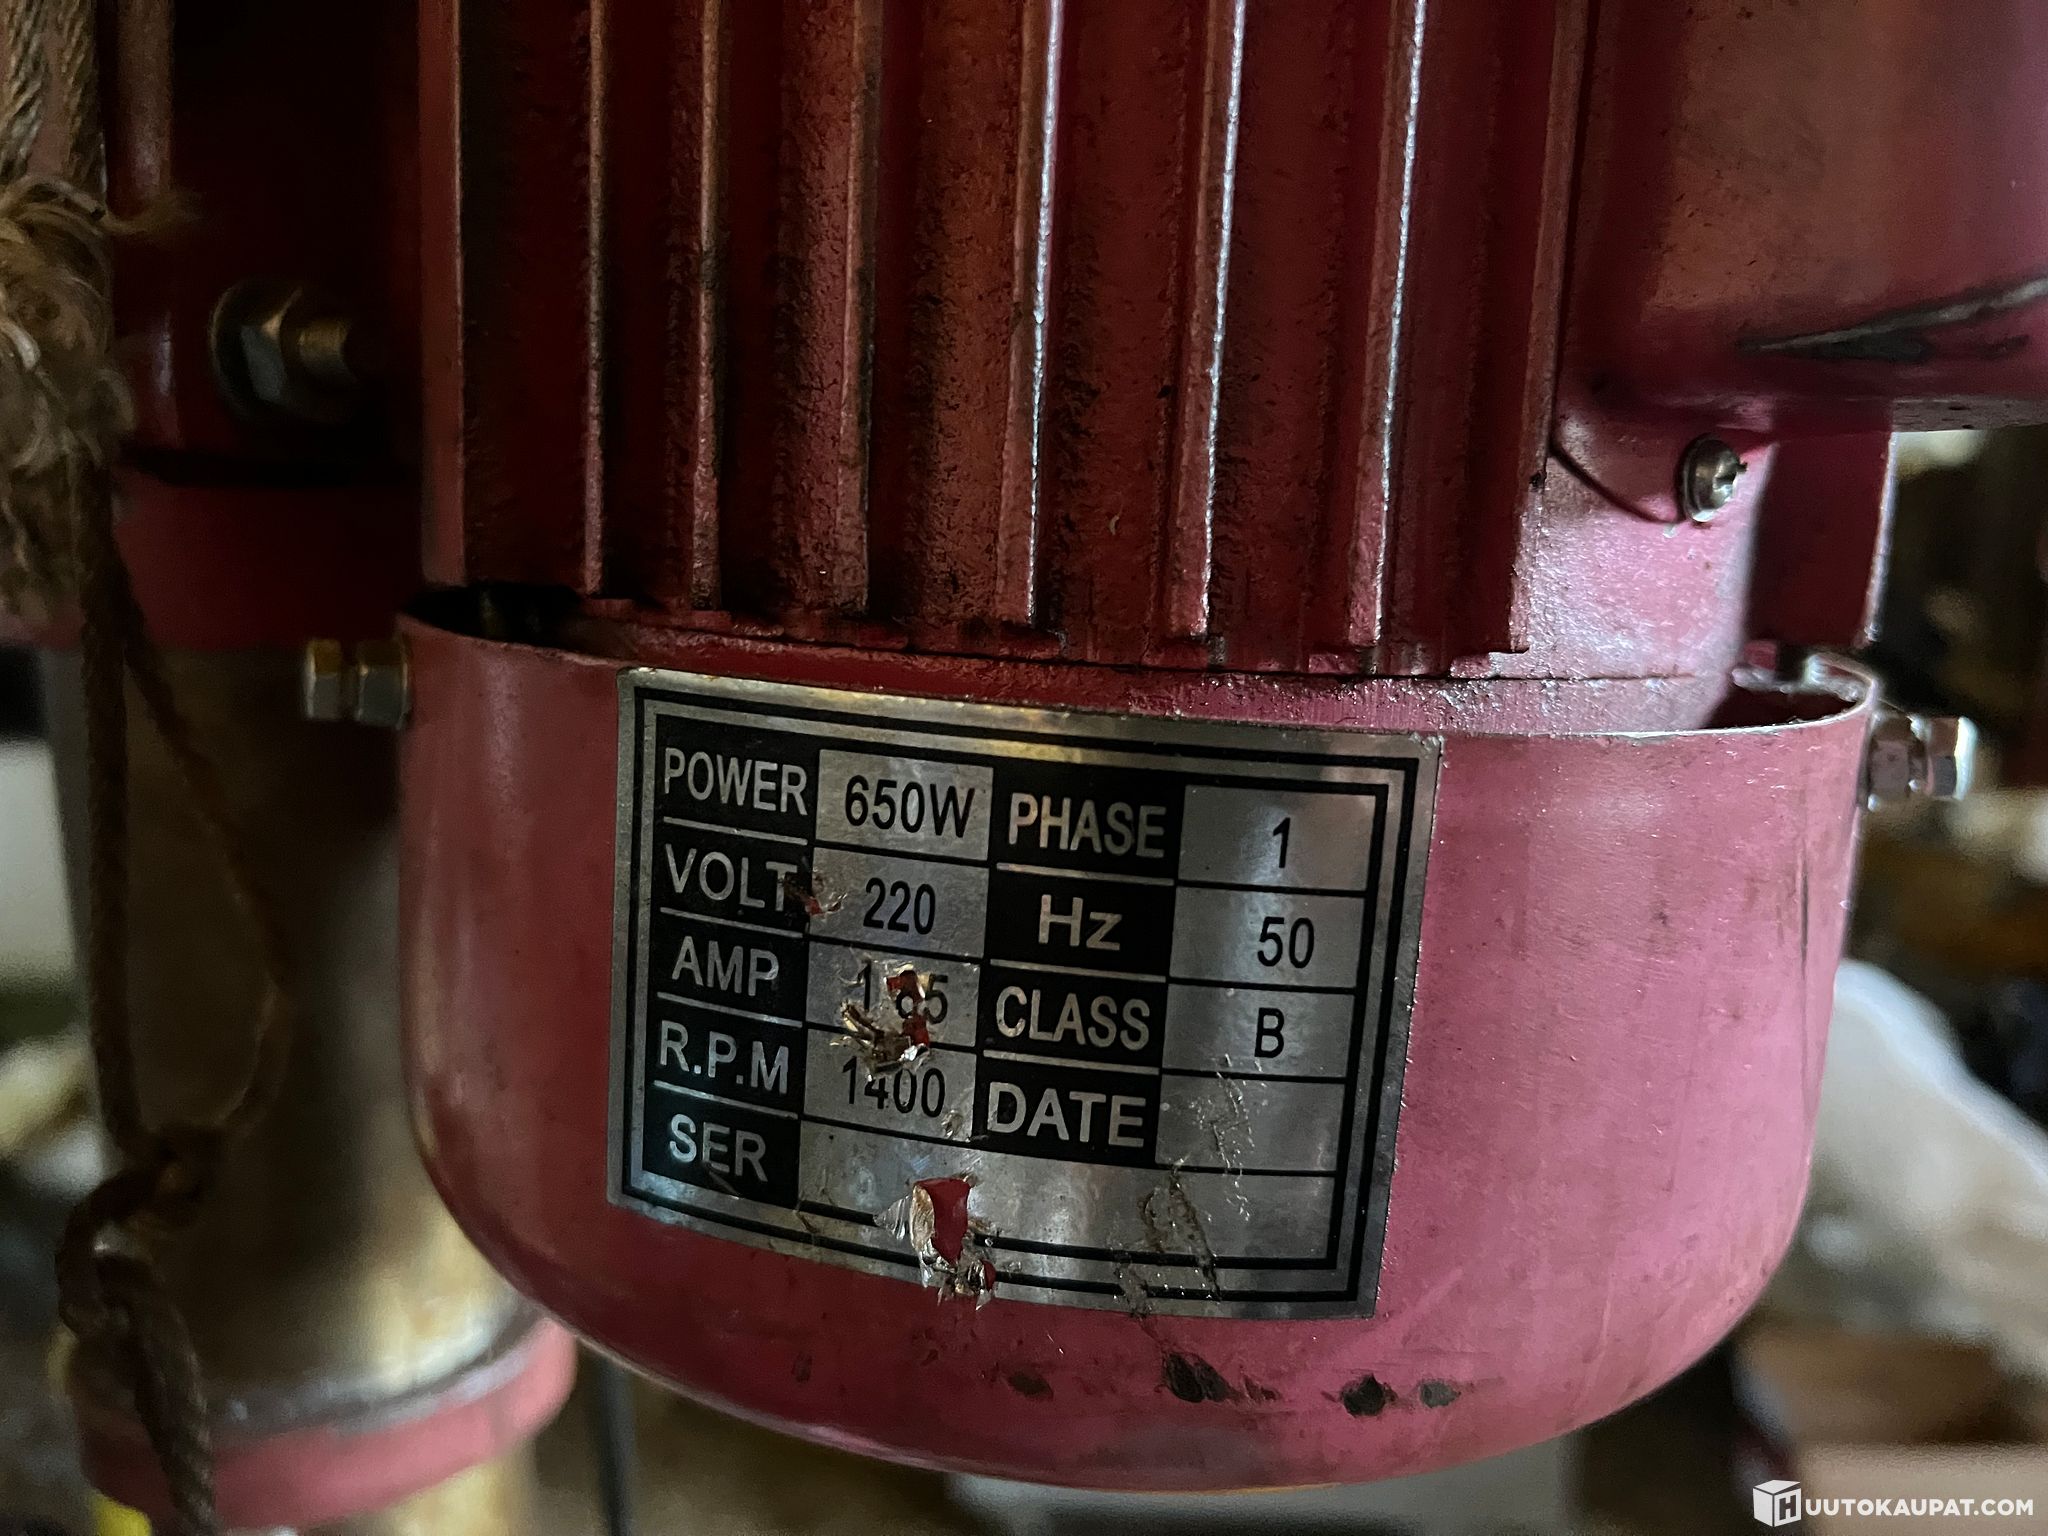 POWER 650W PHASE 1
VOLT 220 Hz 50
AMP CLASS B
R.P.M 1400 DATE
SER
HUUTOKAUPAT.COM